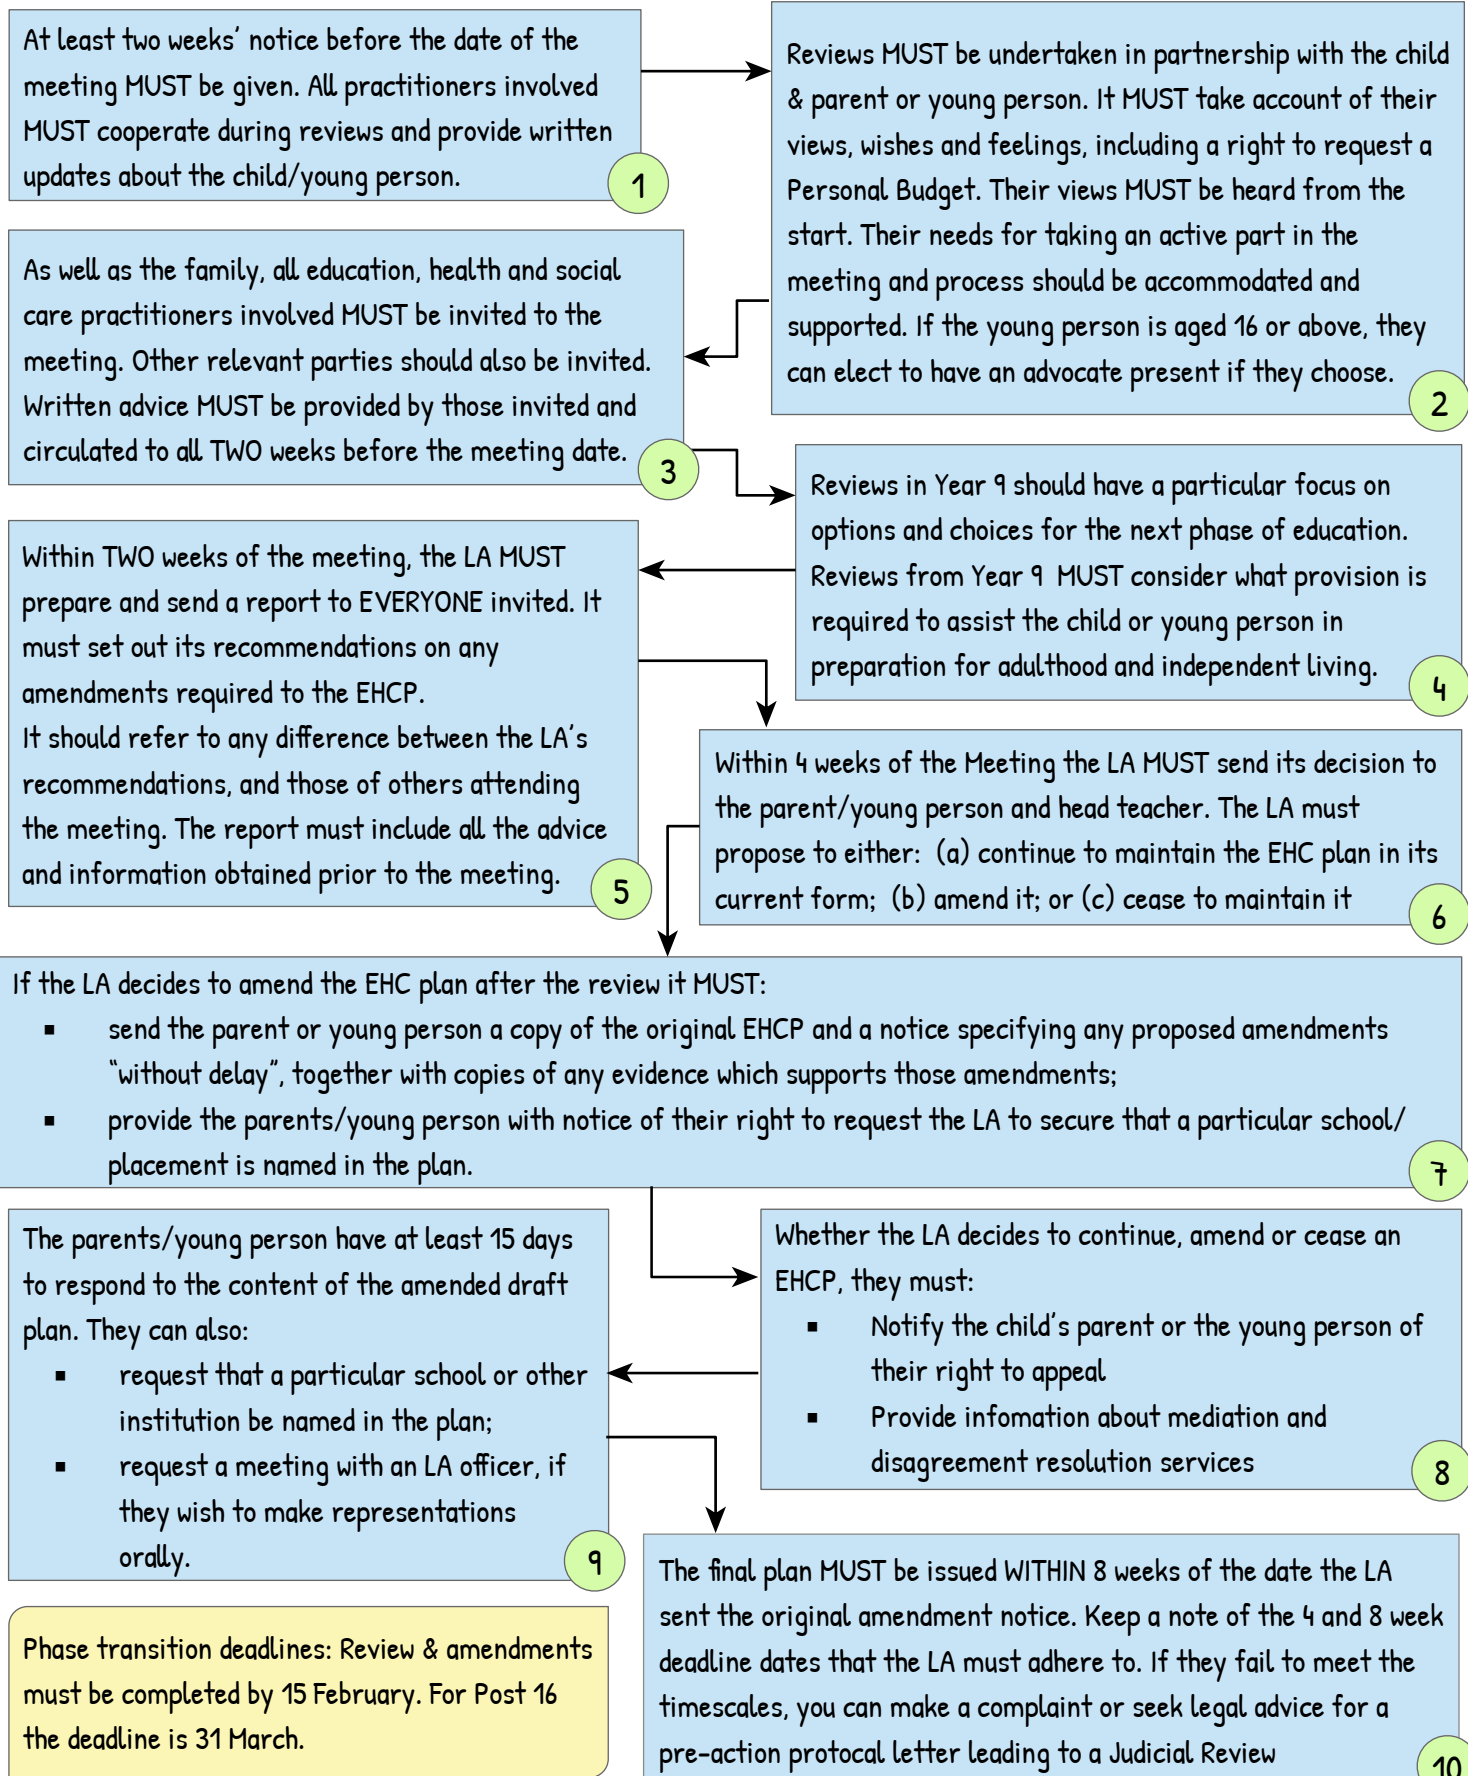 At least two weeks’ notice before the date of the
meeting MUST be given. All practitioners involved
MUST cooperate during reviews and provide written
updates about the child/young person.
1
Reviews MUST be undertaken in partnership with the child
& parent or young person. It MUST take account of their
views, wishes and feelings, including a right to request a
Personal Budget. Their views MUST be heard from the
start. Their needs for taking an active part in the
meeting and process should be accommodated and
supported. If the young person is aged 16 or above, they
can elect to have an advocate present if they choose.
2
As well as the family, all education, health and social
care practitioners involved MUST be invited to the
meeting. Other relevant parties should also be invited.
Written advice MUST be provided by those invited and
circulated to all TWO weeks before the meeting date.
3
Reviews in Year 9 should have a particular focus on
options and choices for the next phase of education.
Reviews from Year 9 MUST consider what provision is
required to assist the child or young person in
preparation for adulthood and independent living.
4
Within TWO weeks of the meeting, the LA MUST
prepare and send a report to EVERYONE invited. It
must set out its recommendations on any
amendments required to the EHCP.
It should refer to any difference between the LA’s
recommendations, and those of others attending
the meeting. The report must include all the advice
and information obtained prior to the meeting.
5
Within 4 weeks of the Meeting the LA MUST send its decision to
the parent/young person and head teacher. The LA must
propose to either: (a) continue to maintain the EHC plan in its
current form; (b) amend it; or (c) cease to maintain it
6
If the LA decides to amend the EHC plan after the review it MUST:
▪ send the parent or young person a copy of the original EHCP and a notice specifying any proposed amendments
“without delay”, together with copies of any evidence which supports those amendments;
▪ provide the parents/young person with notice of their right to request the LA to secure that a particular school/
placement is named in the plan.
7
Whether the LA decides to continue, amend or cease an
EHCP, they must:
▪ Notify the child’s parent or the young person of
their right to appeal
▪ Provide infomation about mediation and
disagreement resolution services
8
The parents/young person have at least 15 days
to respond to the content of the amended draft
plan. They can also:
▪ request that a particular school or other
institution be named in the plan;
▪ request a meeting with an LA officer, if
they wish to make representations
orally.
9
The final plan MUST be issued WITHIN 8 weeks of the date the LA
sent the original amendment notice. Keep a note of the 4 and 8 week
deadline dates that the LA must adhere to. If they fail to meet the
timescales, you can make a complaint or seek legal advice for a
pre-action protocal letter leading to a Judicial Review
10
Phase transition deadlines: Review & amendments
must be completed by 15 February. For Post 16
the deadline is 31 March.